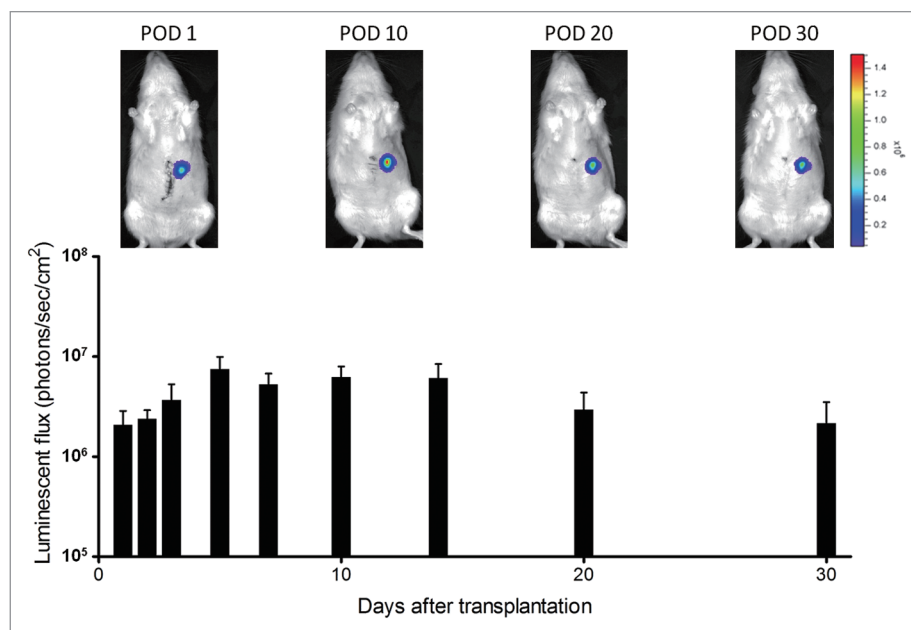 POD 1 POD 10 POD 20 POD 30
1.4
1.2
1.0
0.8
0.6
0.4
0.2
x10⁶
Luminescent flux (photons/sec/cm²)
10⁸
10⁷
10⁶
10⁵
0 10 20 30
Days after transplantation